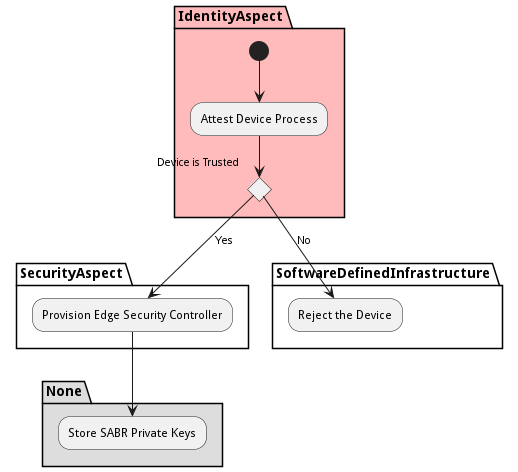 IdentityAspect
Attest Device Process
Device is Trusted
Yes
No
SecurityAspect
SoftwareDefinedInfrastructure
Provision Edge Security Controller
Reject the Device
None
Store SABR Private Keys